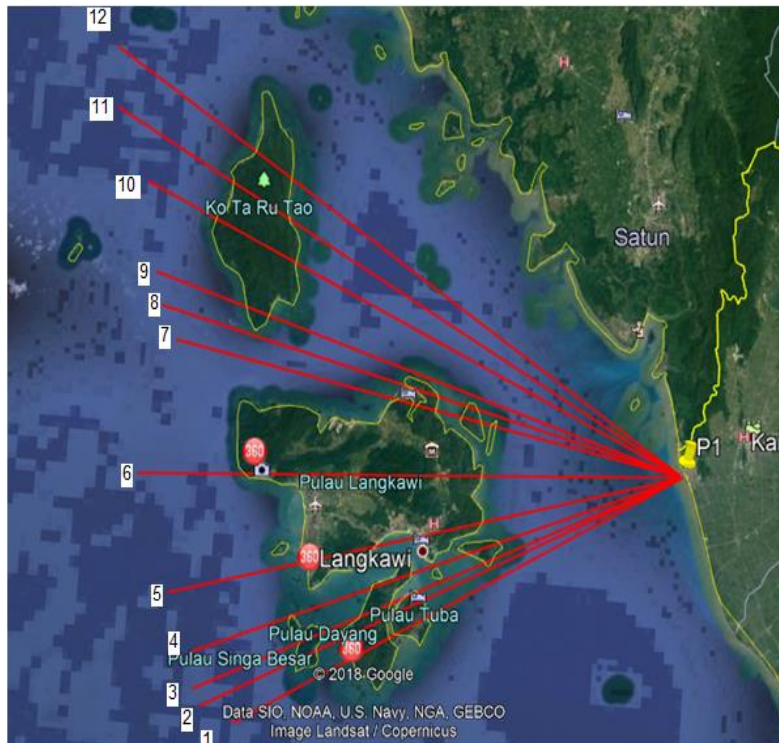 12
11
10
Ko Ta Ru Tao
Satun
9
8
7
H
P1
H
Ka
360
M
6
Pulau Langkawi
H
360
Langkawi
5
Pulau Tuba
4
Pulau Dayang
360
Pulau Singa Besar
© 2018 Google
3
2
Data SIO, NOAA, U.S. Navy, NGA, GEBCO
1
Image Landsat / Copernicus